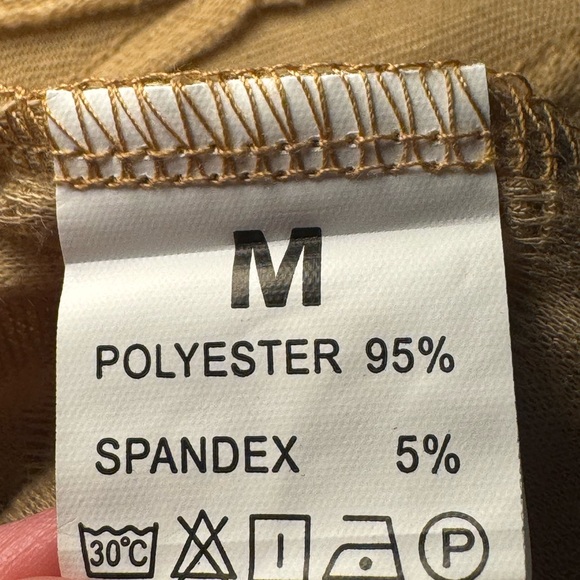 M
POLYESTER 95%
SPANDEX 5%
30°C P